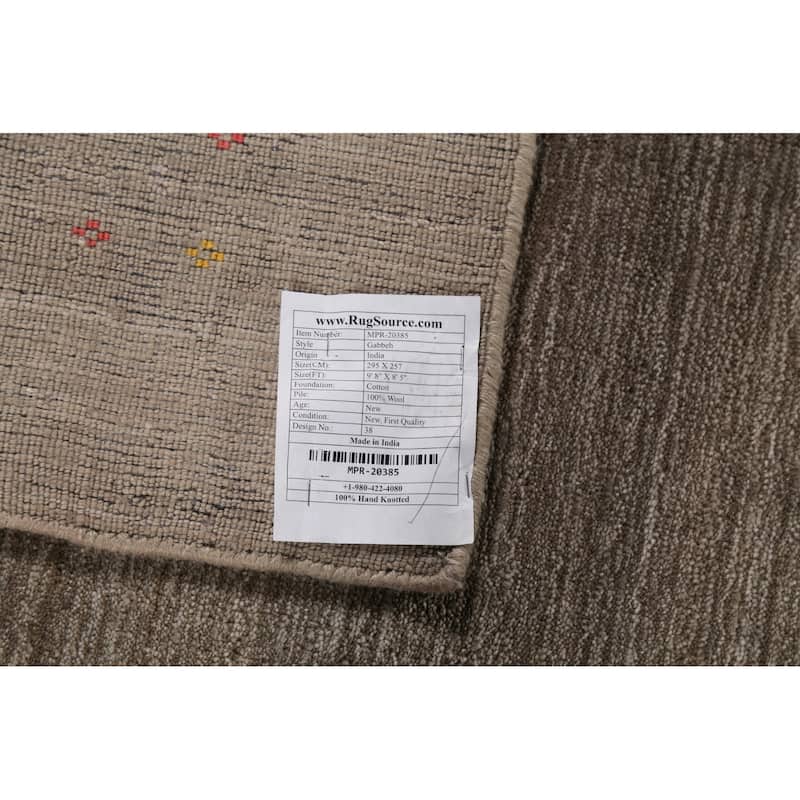 www.RugSource.com
Item Number: MPR-20385
Style Gabbeh
Origin India
Size(CM): 295 X 257
Size(FT): 9' 8" X 8' 5"
Foundation: Cotton
Pile: 100% Wool
Age: New
Condition: New, First Quality
Design No.: 38
Made in India
MPR-20385
+1-980-422-4080
100% Hand Knotted